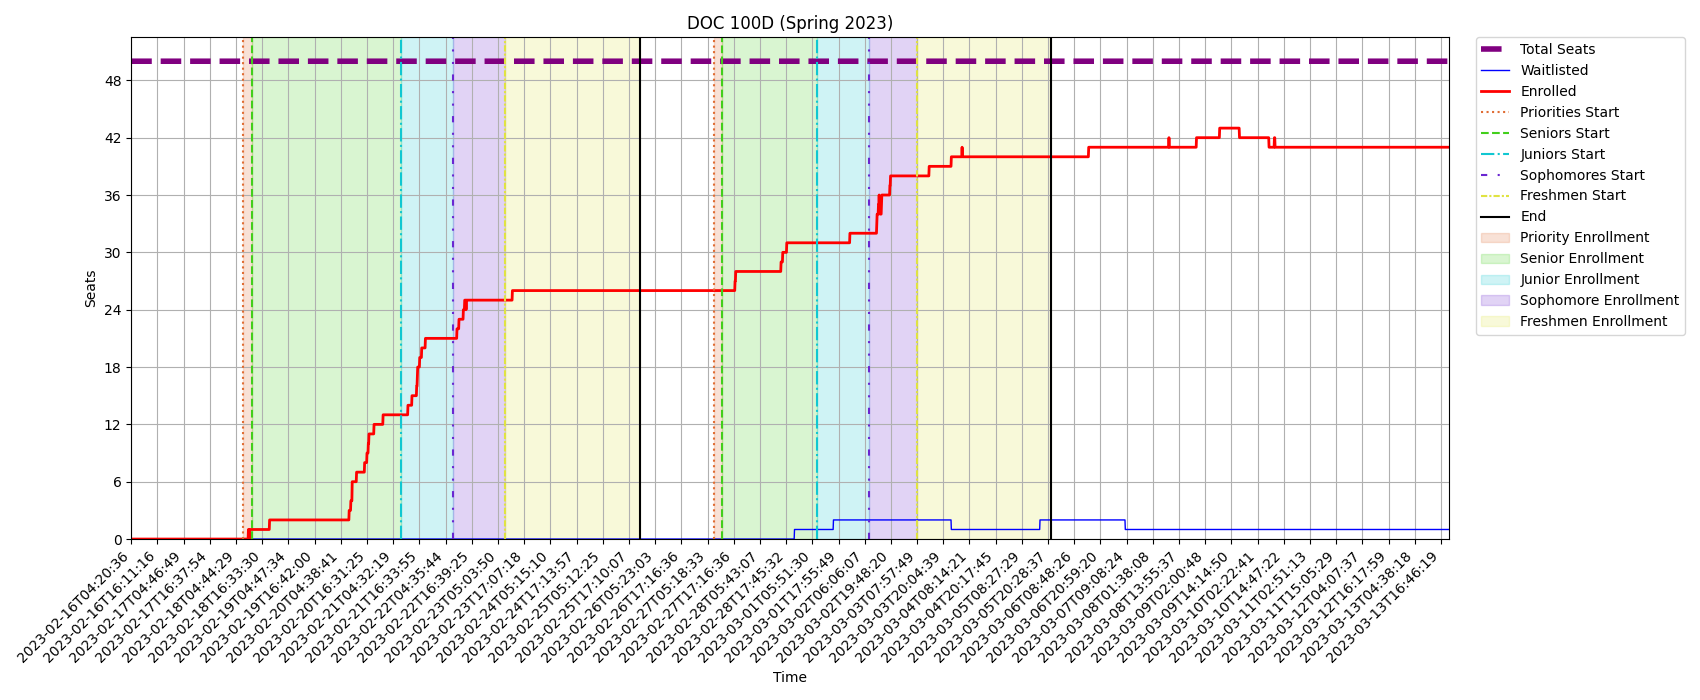 DOC 100D (Spring 2023)
Total Seats
Waitlisted
Enrolled
Priorities Start
Seniors Start
Juniors Start
Sophomores Start
Freshmen Start
End
Priority Enrollment
Senior Enrollment
Junior Enrollment
Sophomore Enrollment
Freshmen Enrollment
Seats
48
42
36
30
24
18
12
6
0
2023-02-16T04:20:36
2023-02-16T16:11:16
2023-02-17T04:46:49
2023-02-17T16:37:54
2023-02-18T04:44:29
2023-02-18T16:33:30
2023-02-19T04:47:34
2023-02-19T16:42:00
2023-02-20T04:38:41
2023-02-20T16:31:25
2023-02-21T04:32:19
2023-02-21T16:33:55
2023-02-22T04:35:44
2023-02-22T16:39:25
2023-02-23T05:03:50
2023-02-23T17:07:18
2023-02-24T05:15:10
2023-02-24T17:13:57
2023-02-25T05:12:25
2023-02-25T17:10:07
2023-02-26T05:23:03
2023-02-26T17:16:36
2023-02-27T05:18:33
2023-02-27T17:16:36
2023-02-28T05:43:07
2023-02-28T17:45:32
2023-03-01T05:51:30
2023-03-01T17:55:49
2023-03-02T06:06:07
2023-03-02T19:48:20
2023-03-03T07:57:49
2023-03-03T20:04:39
2023-03-04T08:14:21
2023-03-04T20:17:45
2023-03-05T08:27:29
2023-03-05T20:28:37
2023-03-06T08:48:26
2023-03-06T20:59:20
2023-03-07T09:08:24
2023-03-08T01:38:08
2023-03-08T13:55:37
2023-03-09T02:00:48
2023-03-09T14:14:50
2023-03-10T02:22:41
2023-03-10T14:47:22
2023-03-11T02:51:13
2023-03-11T15:05:29
2023-03-12T04:07:37
2023-03-12T16:17:59
2023-03-13T04:38:18
2023-03-13T16:46:19
Time